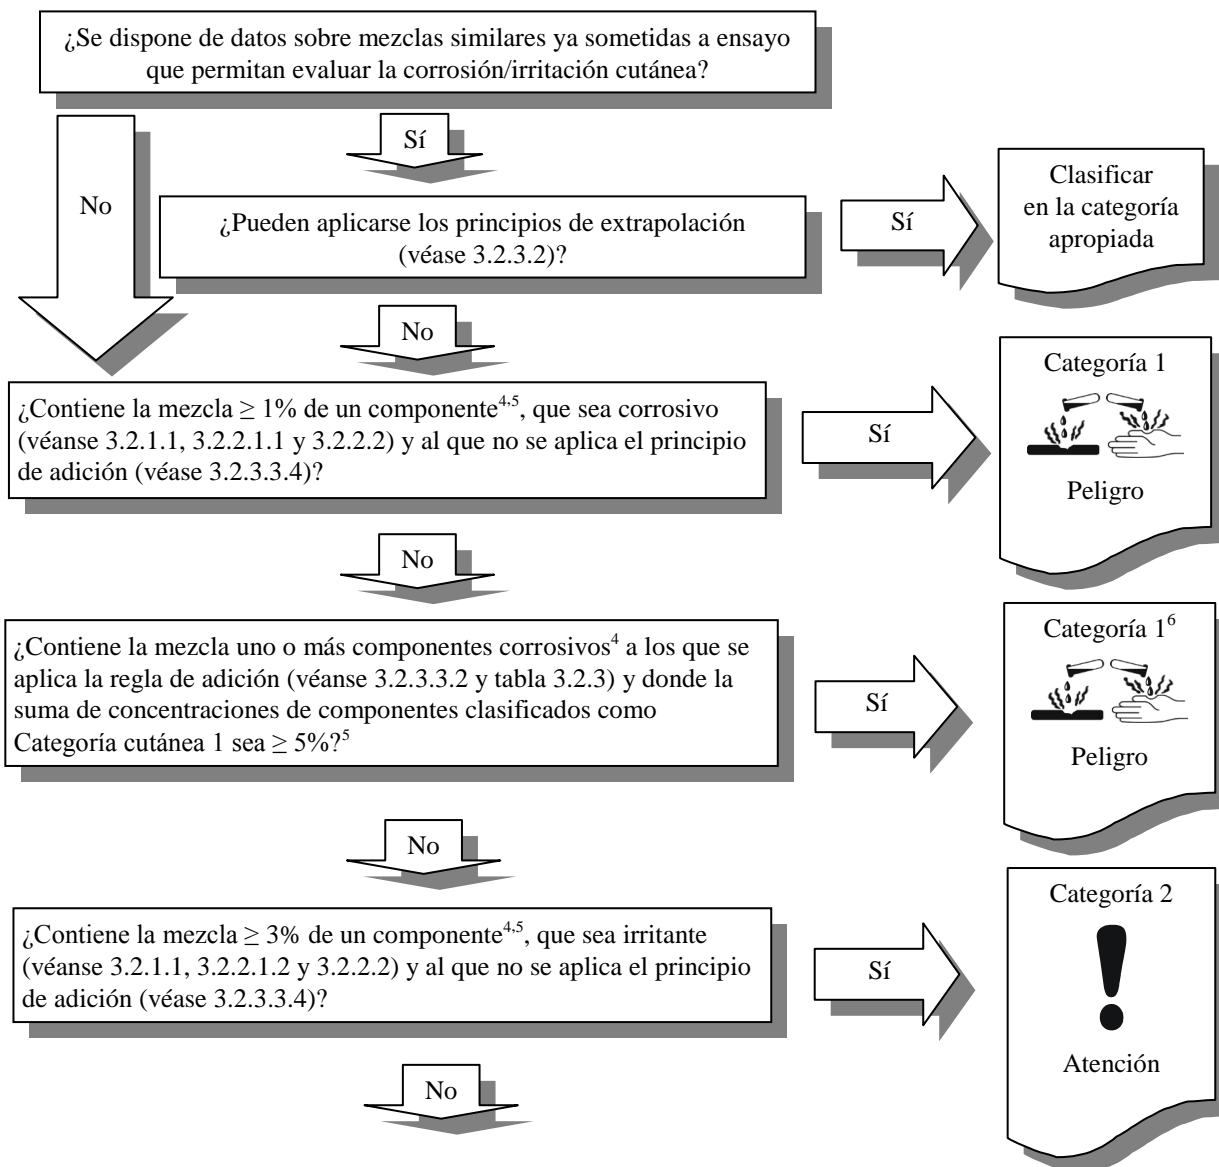 ¿Se dispone de datos sobre mezclas similares ya sometidas a ensayo
que permitan evaluar la corrosión/irritación cutánea?
Sí
No
¿Pueden aplicarse los principios de extrapolación
(véase 3.2.3.2)?
Sí
Clasificar
en la categoría
apropiada
No
¿Contiene la mezcla ≥ 1% de un componente⁴,⁵, que sea corrosivo
(véanse 3.2.1.1, 3.2.2.1.1 y 3.2.2.2) y al que no se aplica el principio
de adición (véase 3.2.3.3.4)?
Sí
Categoría 1
Peligro
No
¿Contiene la mezcla uno o más componentes corrosivos⁴ a los que se
aplica la regla de adición (véanse 3.2.3.3.2 y tabla 3.2.3) y donde la
suma de concentraciones de componentes clasificados como
Categoría cutánea 1 sea ≥ 5%?⁵
Sí
Categoría 1⁶
Peligro
No
¿Contiene la mezcla ≥ 3% de un componente⁴,⁵, que sea irritante
(véanse 3.2.1.1, 3.2.2.1.2 y 3.2.2.2) y al que no se aplica el principio
de adición (véase 3.2.3.3.4)?
Sí
Categoría 2
Atención
No